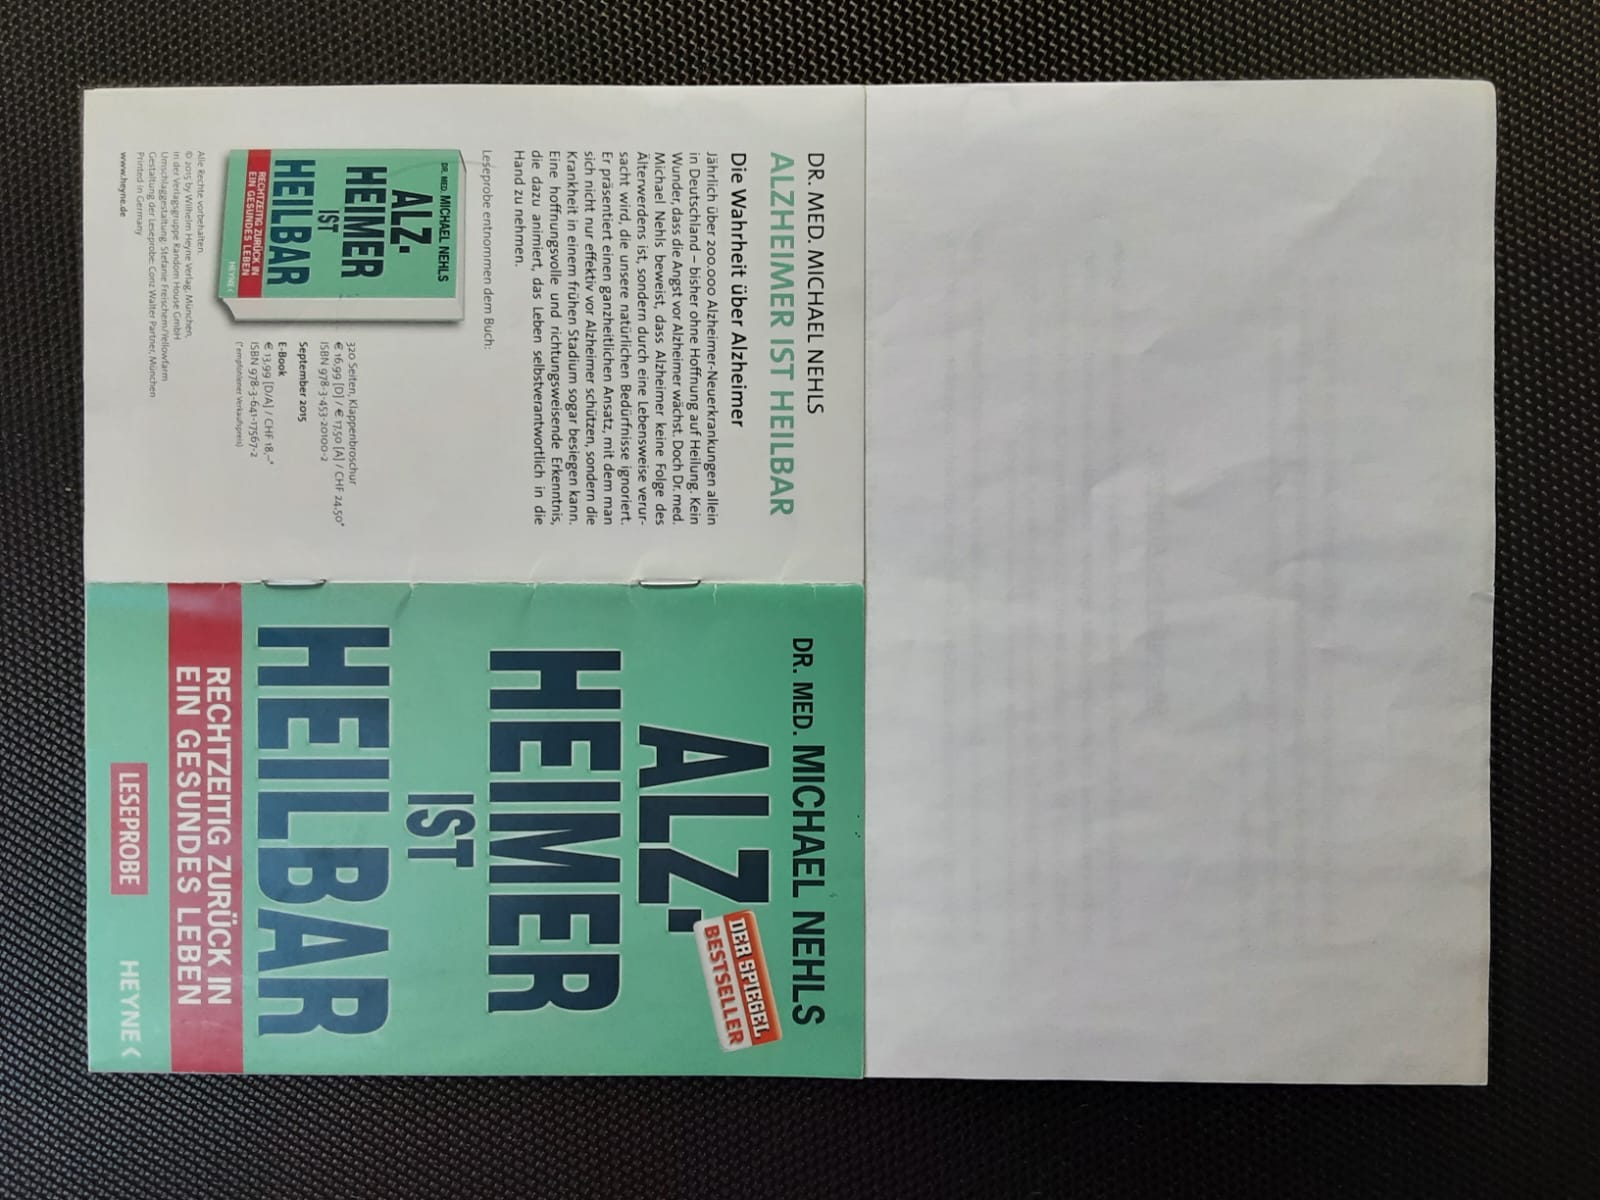 DR. MED. MICHAEL NEHLS
ALZHEIMER IST HEILBAR
Die Wahrheit über Alzheimer
Jährlich über 200.000 Alzheimer-Neuerkrankungen allein
in Deutschland – bisher ohne Hoffnung auf Heilung. Kein
Wunder, dass die Angst vor Alzheimer wächst. Doch Dr. med.
Michael Nehls beweist, dass Alzheimer keine Folge des
Älterwerdens ist, sondern durch eine Lebensweise verur-
sacht wird, die unsere natürlichen Bedürfnisse ignoriert.
Er präsentiert einen ganzheitlichen Ansatz, mit dem man
sich nicht nur effektiv vor Alzheimer schützen, sondern die
Krankheit in einem frühen Stadium sogar besiegen kann.
Eine hoffnungsvolle und richtungsweisende Erkenntnis,
die dazu animiert, das Leben selbstverantwortlich in die
Hand zu nehmen.
Leseprobe entnommen dem Buch:
DR. MED. MICHAEL NEHLS
ALZ-
HEIMER
IST
HEILBAR
RECHTZEITIG ZURÜCK IN
EIN GESUNDES LEBEN
HEYNE
320 Seiten, Klappenbroschur
€ 16,99 [D] / € 17,50 [A] / CHF 24,50*
ISBN 978-3-453-20100-2
September 2015
E-Book
€ 13,99 [D/A] / CHF 18,–*
ISBN 978-3-641-17567-2
(*empfohlener Verkaufspreis)
Alle Rechte vorbehalten.
© 2015 by Wilhelm Heyne Verlag, München,
in der Verlagsgruppe Random House GmbH
Umschlaggestaltung: Stefanie Freischem/Yellowfarm
Gestaltung der Leseprobe: Conz Walter Partner, München
Printed in Germany
www.heyne.de
DR. MED. MICHAEL NEHLS
ALZ-
HEIMER
IST
HEILBAR
DER SPIEGEL
BESTSELLER
RECHTZEITIG ZURÜCK IN
EIN GESUNDES LEBEN
LESEPROBE
HEYNE